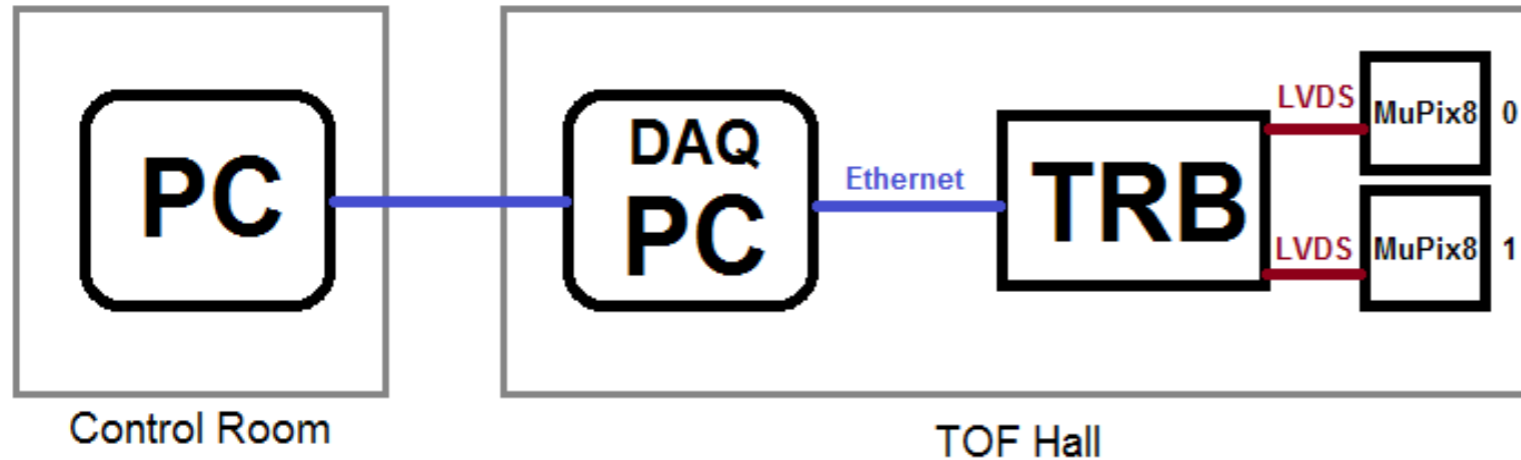 PC
Control Room
DAQ
PC
Ethernet
TRB
LVDS
MuPix8 0
LVDS
MuPix8 1
TOF Hall